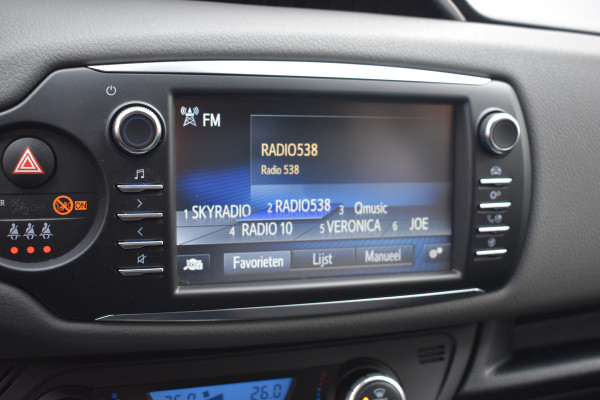 FM
RADIO538
Radio 538
1 SKYRADIO 2 RADIO538 3 Qmusic
4 RADIO 10 5 VERONICA 6 JOE
Favorieten Lijst Manueel
ON
26.0 26.0